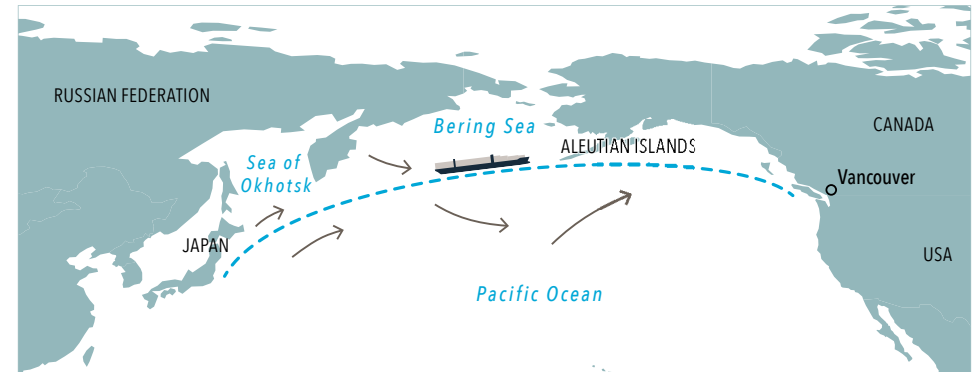 RUSSIAN FEDERATION
Bering Sea
CANADA
ALEUTIAN ISLANDS
Sea of
Okhotsk
Vancouver
JAPAN
USA
Pacific Ocean